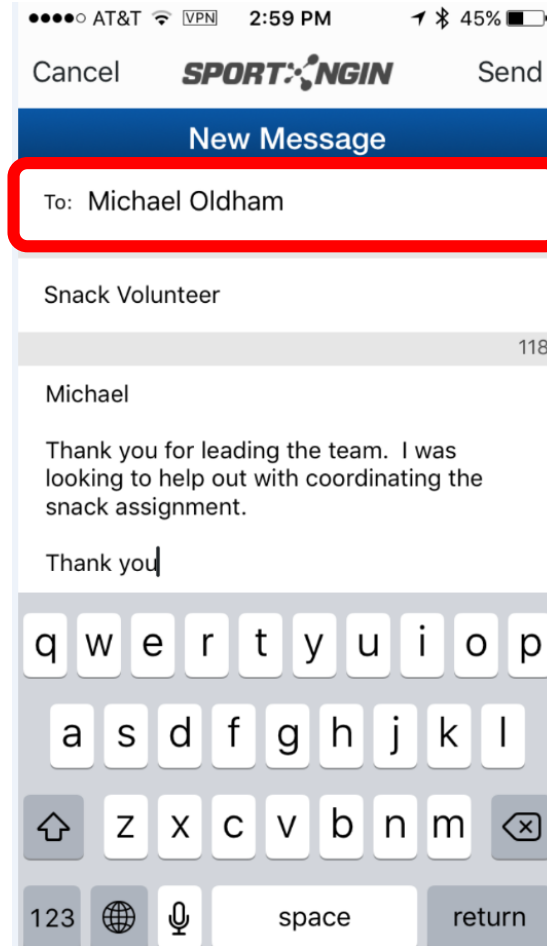 AT&T VPN 2:59 PM 45%
Cancel SPORTNGIN Send
New Message
To: Michael Oldham
Snack Volunteer
118
Michael
Thank you for leading the team. I was
looking to help out with coordinating the
snack assignment.
Thank you
q w e r t y u i o p
a s d f g h j k l
z x c v b n m
123 space return